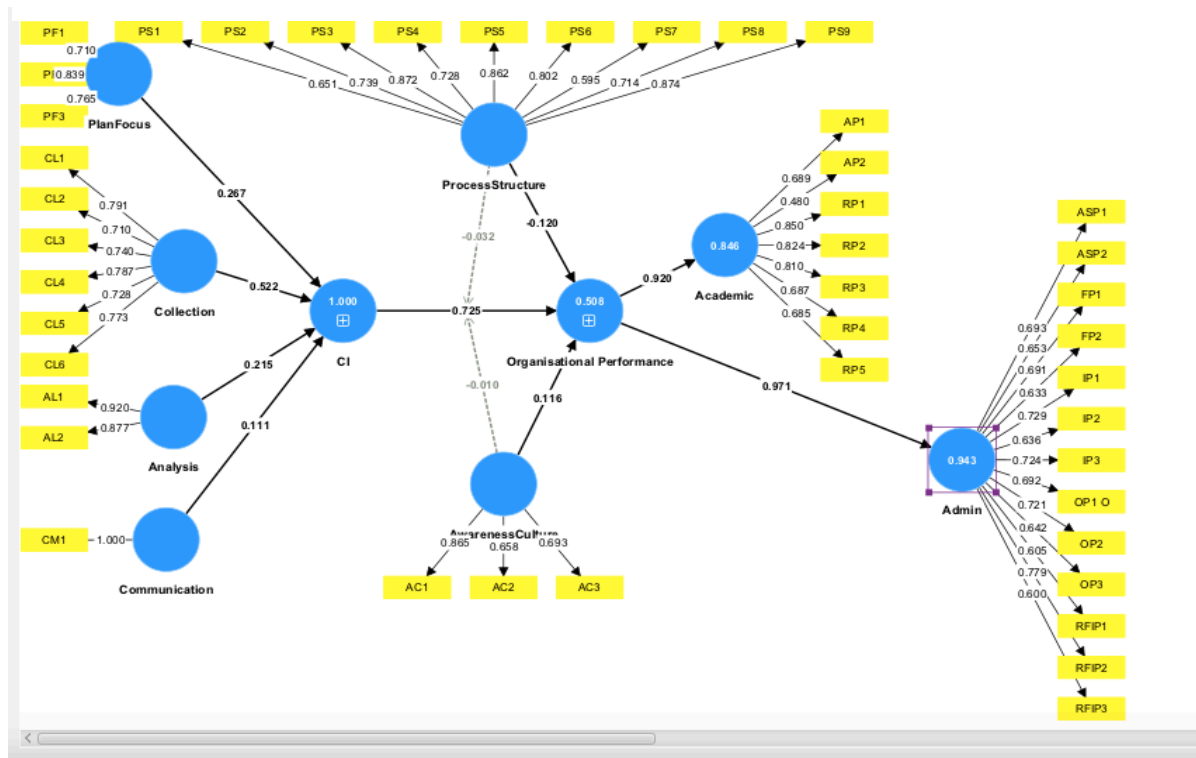 PF1
PS1
PS2
PS3
PS4
PS5
PS6
PS7
PS8
PS9
0.710
0.839
0.765
PF3
PlanFocus
0.651
0.739
0.872
0.728
0.862
0.802
0.595
0.714
0.874
ProcessStructure
CL1
CL2
CL3
CL4
CL5
CL6
0.791
0.710
0.740
0.787
0.728
0.773
Collection
0.267
0.522
0.215
0.111
AL1
AL2
0.920
0.877
Analysis
CM1
1.000
Communication
1.000
CI
-0.032
0.725
-0.010
-0.120
0.116
0.508
Organisational Performance
AC1
AC2
AC3
0.865
0.658
0.693
0.920
0.971
0.846
Academic
AP1
AP2
RP1
RP2
RP3
RP4
RP5
0.689
0.480
0.850
0.824
0.810
0.687
0.685
0.943
Admin
ASP1
ASP2
FP1
FP2
IP1
IP2
IP3
OP1 O
OP2
OP3
RFIP1
RFIP2
RFIP3
0.693
0.653
0.691
0.633
0.729
0.636
0.724
0.692
0.721
0.642
0.605
0.779
0.600